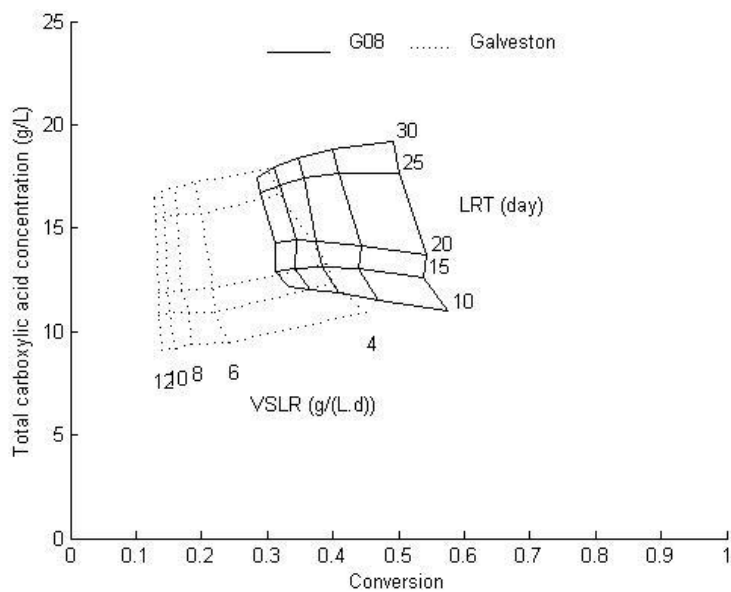 25
G08
Galveston
20
15
10
5
0
Total carboxylic acid concentration (g/L)
30
25
LRT (day)
20
15
10
4
6
8
10
12
VSLR (g/(L.d))
0 0.1 0.2 0.3 0.4 0.5 0.6 0.7 0.8 0.9 1
Conversion